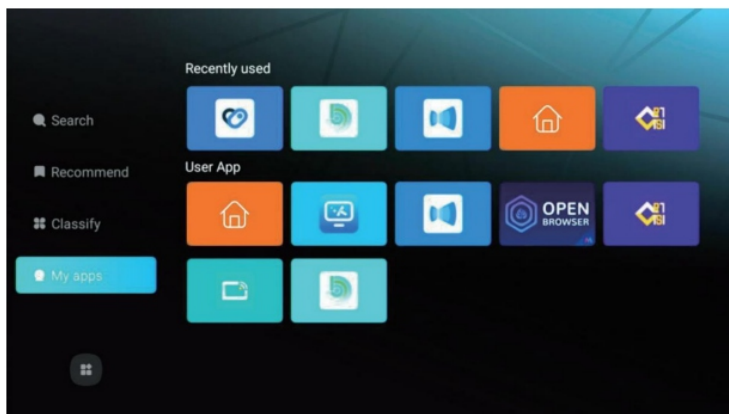 Recently used
Search
Recommend
User App
Classify
OPEN
BROWSER
My apps